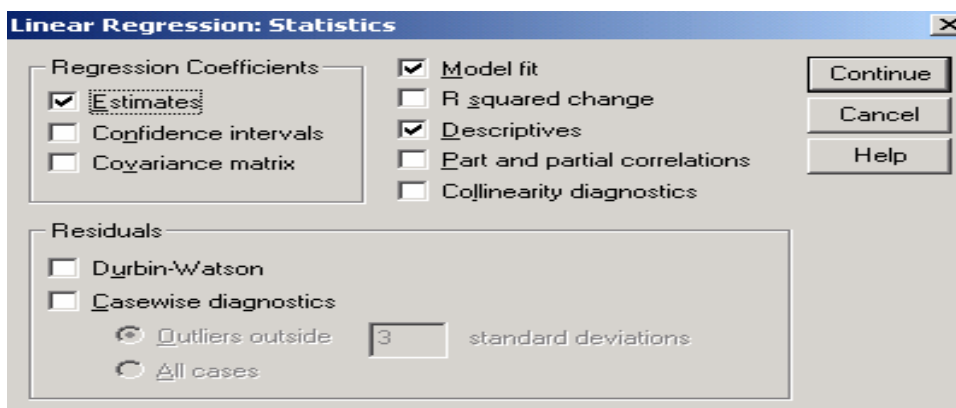 Linear Regression: Statistics
Regression Coefficients
Estimates
Confidence intervals
Covariance matrix
Model fit
R squared change
Descriptives
Part and partial correlations
Collinearity diagnostics
Continue
Cancel
Help
Residuals
Durbin-Watson
Casewise diagnostics
Outliers outside 3 standard deviations
All cases